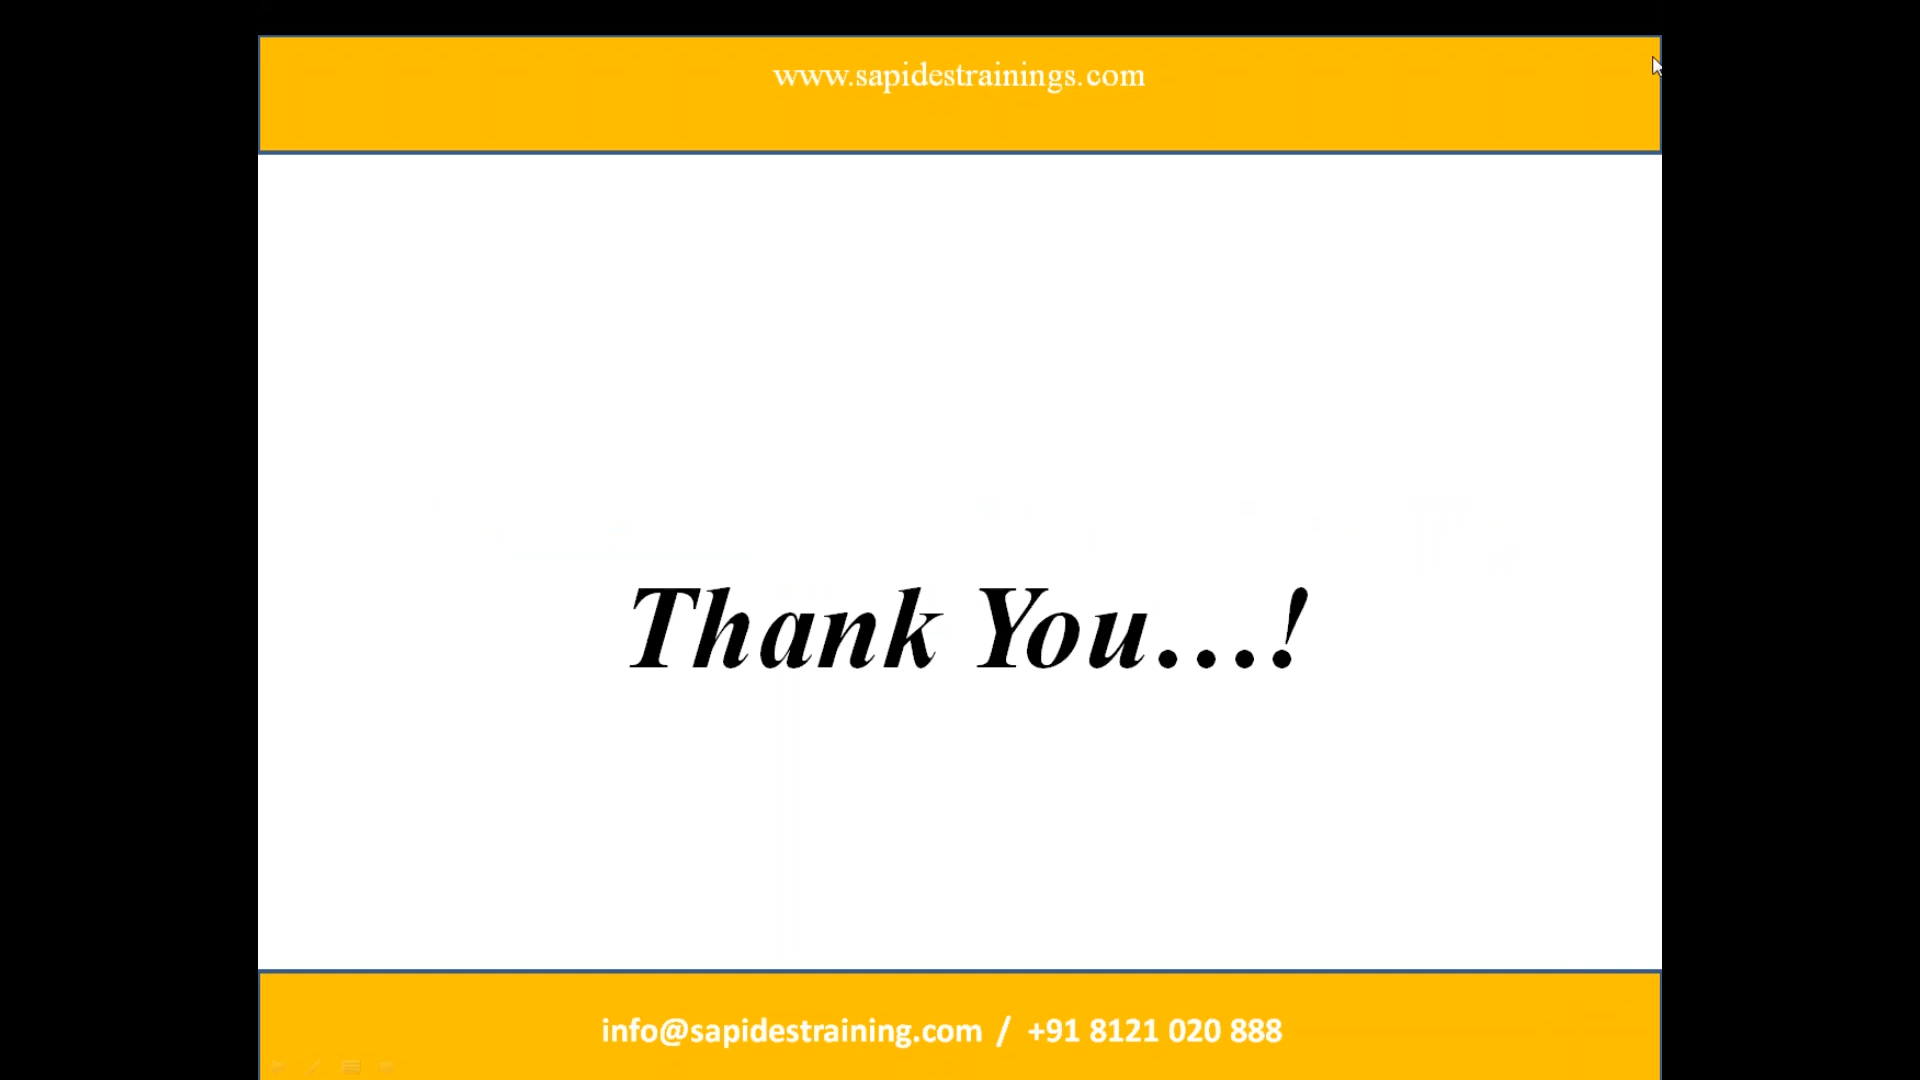 www.sapidestrainings.com
Thank You...!
info@sapidestraining.com / +91 8121 020 888